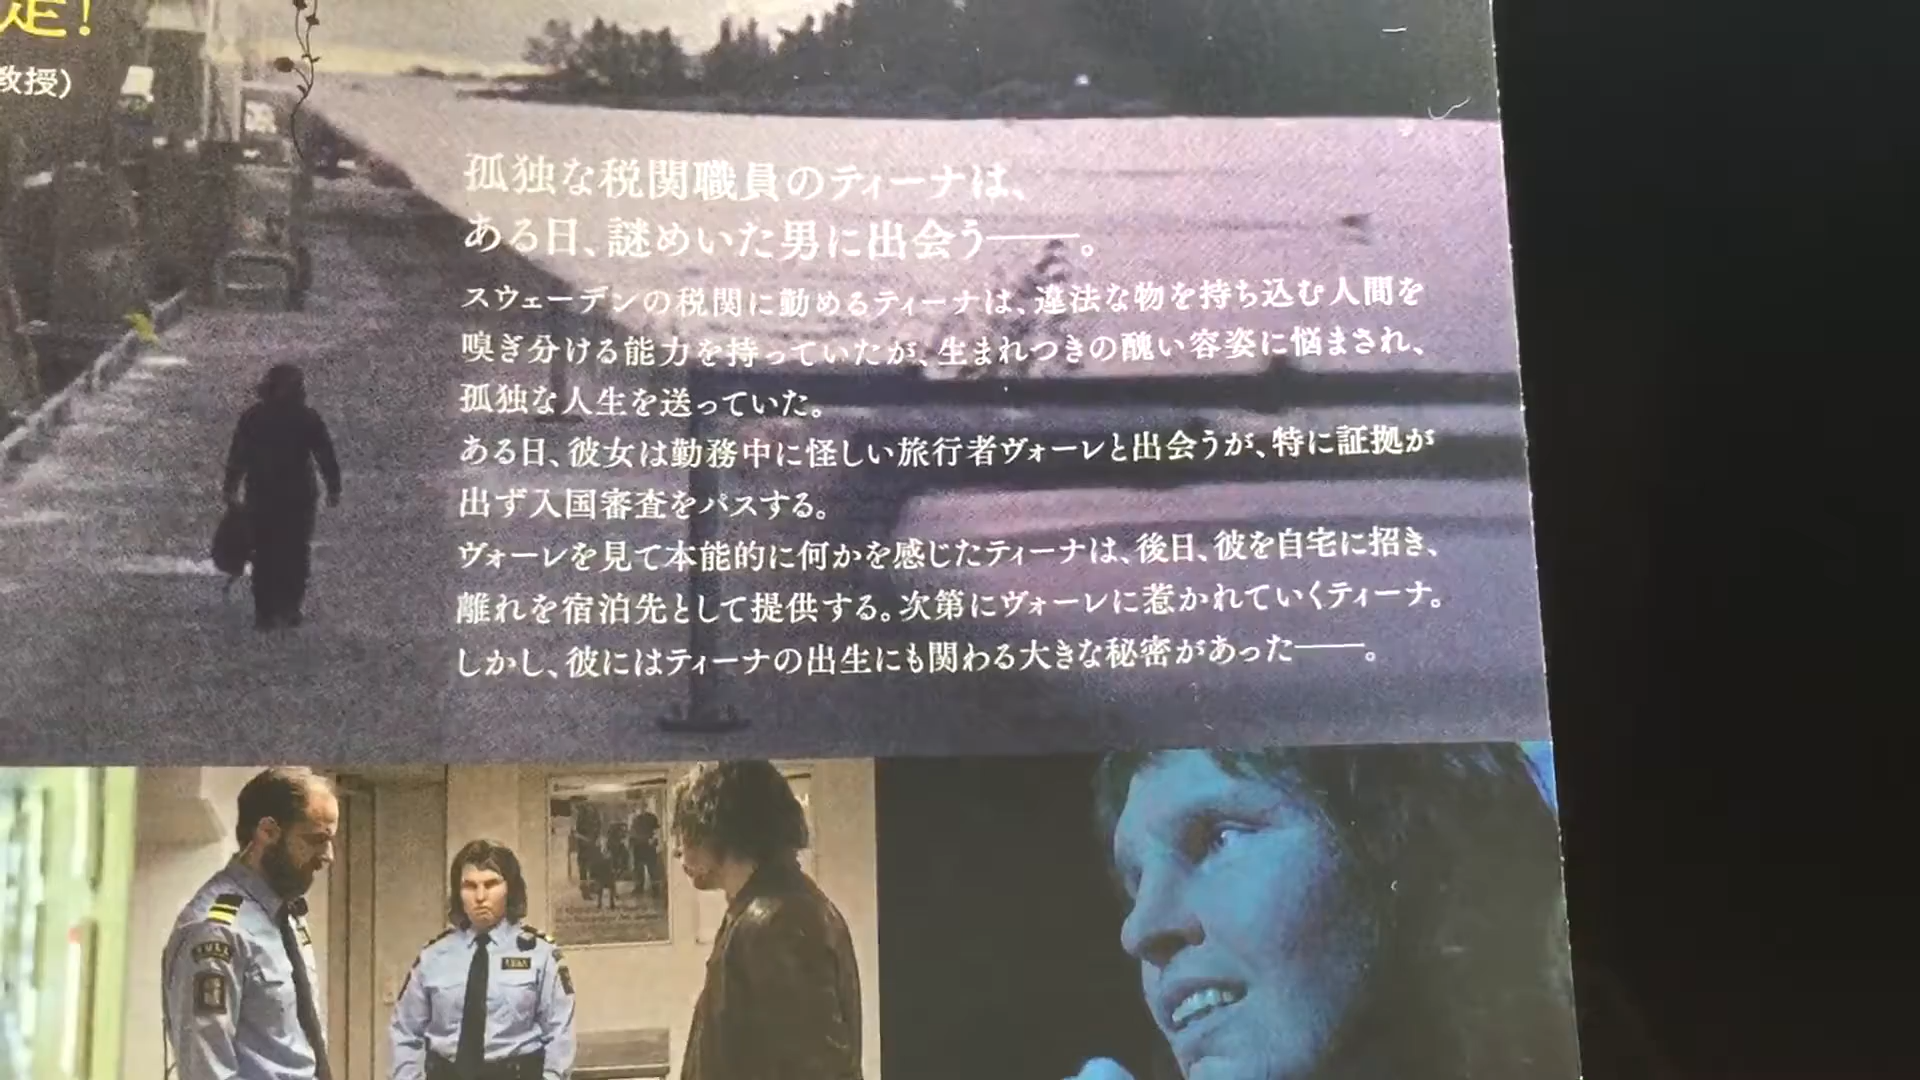 定!
教授)
孤独な税関職員のティーナは、
ある日、謎めいた男に出会う──。
スウェーデンの税関に勤めるティーナは、違法な物を持ち込む人間を
嗅ぎ分ける能力を持っていたが、生まれつきの醜い容姿に悩まされ、
孤独な人生を送っていた。
ある日、彼女は勤務中に怪しい旅行者ヴォーレと出会うが、特に証拠が
出ず入国審査をパスする。
ヴォーレを見て本能的に何かを感じたティーナは、後日、彼を自宅に招き、
離れを宿泊先として提供する。次第にヴォーレに惹かれていくティーナ。
しかし、彼にはティーナの出生にも関わる大きな秘密があった──。
TULL